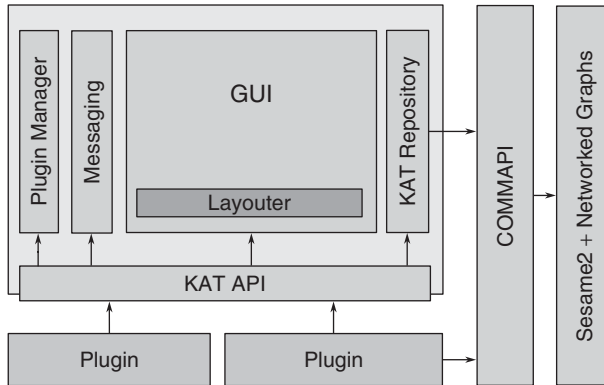 Plugin Manager
Messaging
GUI
Layouter
KAT Repository
KAT API
Plugin
Plugin
COMMAPI
Sesame2 + Networked Graphs